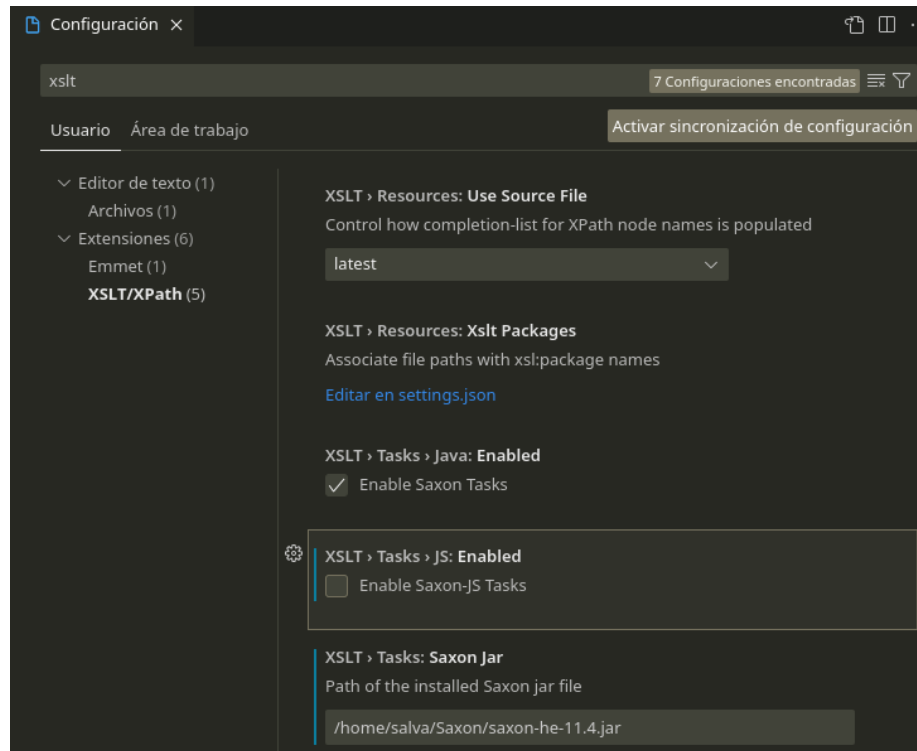 Configuración
xslt
7 Configuraciones encontradas
Usuario Área de trabajo
Activar sincronización de configuración
Editor de texto (1)
Archivos (1)
Extensiones (6)
Emmet (1)
XSLT/XPath (5)
XSLT › Resources: Use Source File
Control how completion-list for XPath node names is populated
latest
XSLT › Resources: Xslt Packages
Associate file paths with xsl:package names
Editar en settings.json
XSLT › Tasks › Java: Enabled
Enable Saxon Tasks
XSLT › Tasks › JS: Enabled
Enable Saxon-JS Tasks
XSLT › Tasks: Saxon Jar
Path of the installed Saxon jar file
/home/salva/Saxon/saxon-he-11.4.jar